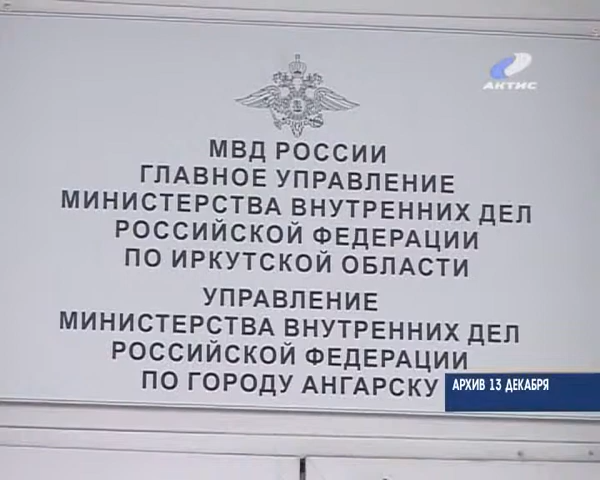 АКТИС
МВД РОССИИ
ГЛАВНОЕ УПРАВЛЕНИЕ
МИНИСТЕРСТВА ВНУТРЕННИХ ДЕЛ
РОССИЙСКОЙ ФЕДЕРАЦИИ
ПО ИРКУТСКОЙ ОБЛАСТИ
УПРАВЛЕНИЕ
МИНИСТЕРСТВА ВНУТРЕННИХ ДЕЛ
РОССИЙСКОЙ ФЕДЕРАЦИИ
ПО ГОРОДУ АНГАРСКУ
АРХИВ 13 ДЕКАБРЯ